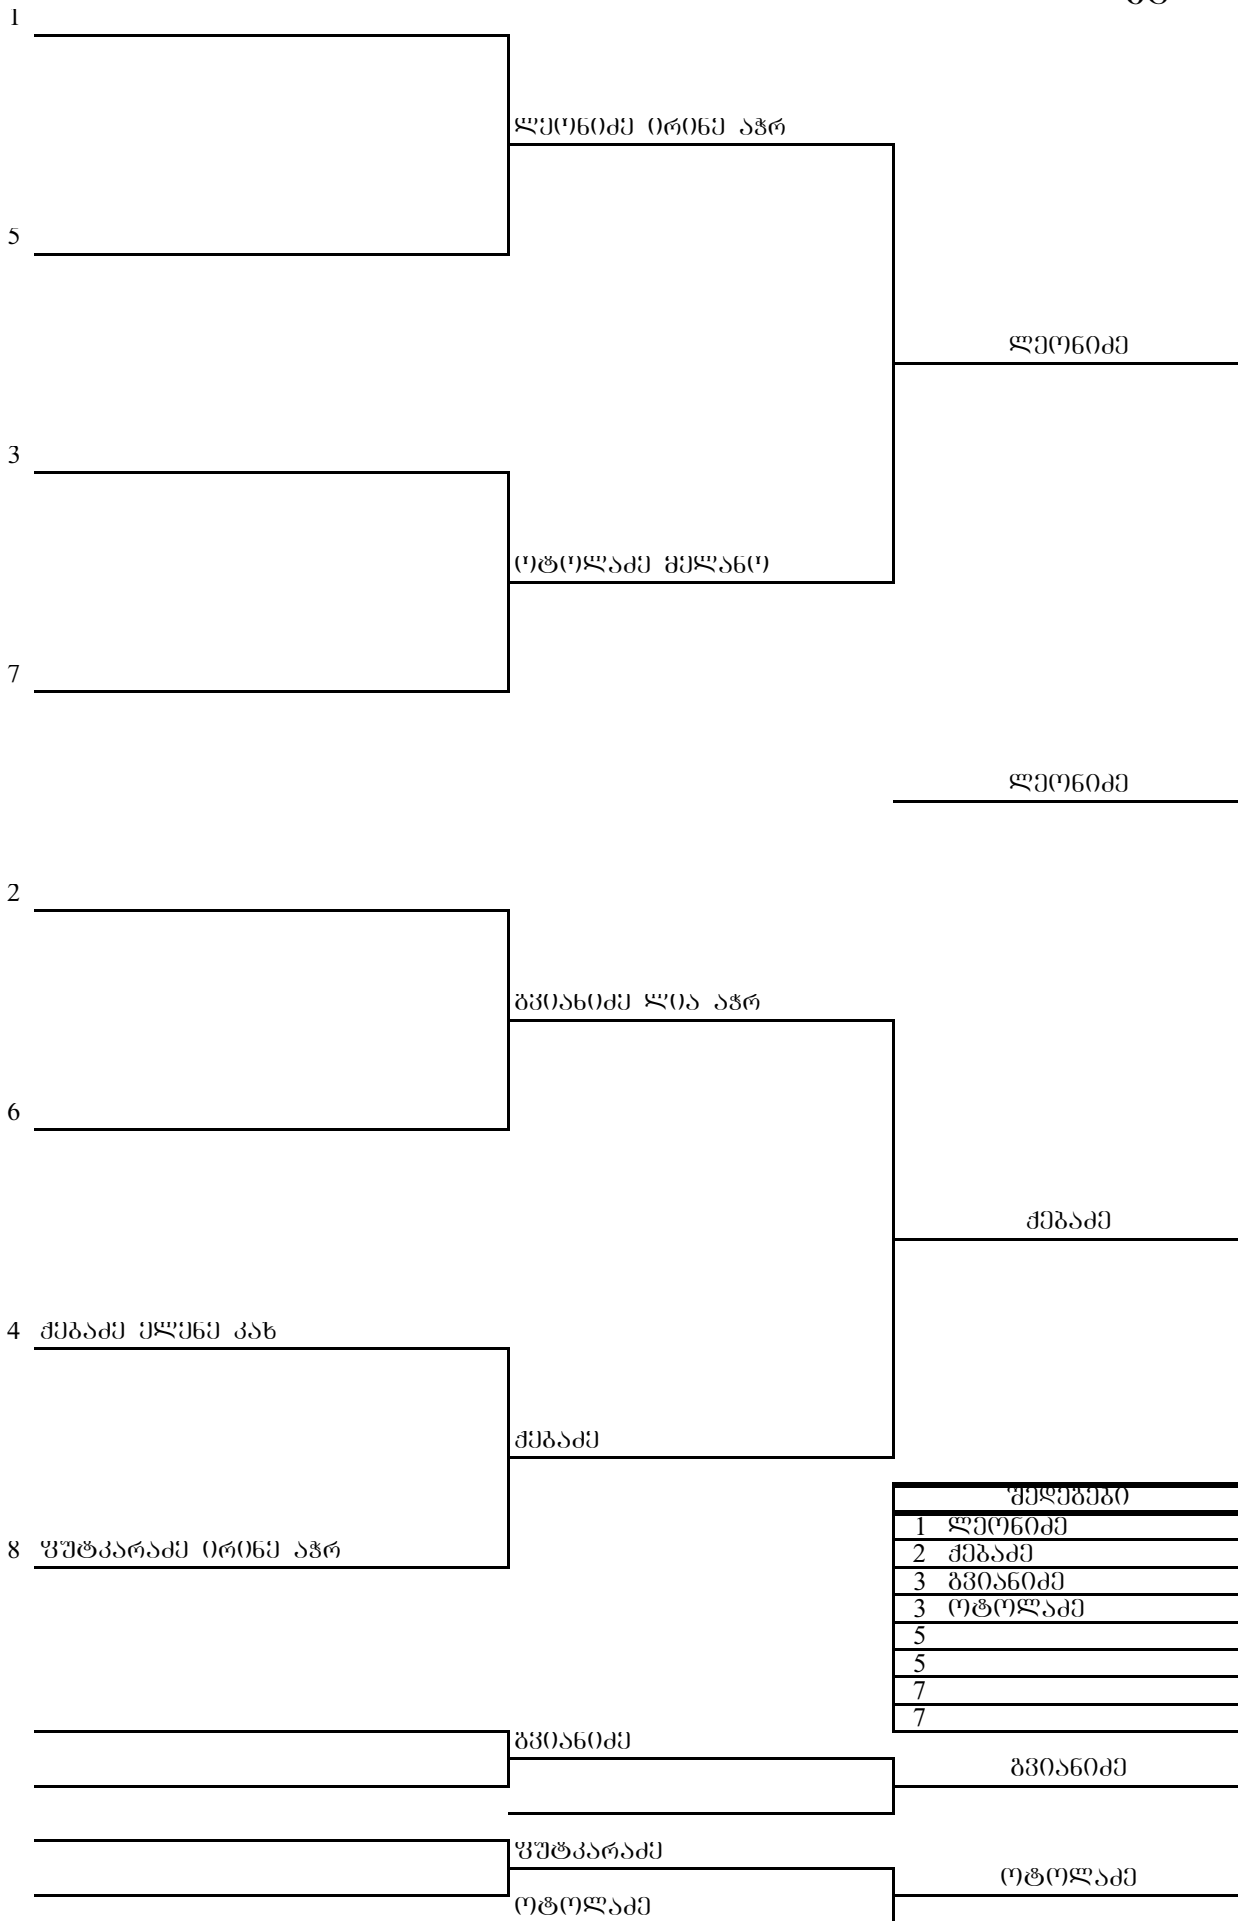 1
ლეონიძე ირინე აჭრ
5
ლეონიძე
3
ოტოლაძე მელანო
7
ლეონიძე
2
გვიანიძე ლია აჭრ
6
ქებაძე
4 ქებაძე ელენე კახ
ქებაძე
შედეგები
1 ლეონიძე
8 ფუტკარაძე ირინე აჭრ
2 ქებაძე
3 გვიანიძე
3 ოტოლაძე
5
5
7
7
გვიანიძე
გვიანიძე
ფუტკარაძე
ოტოლაძე
ოტოლაძე